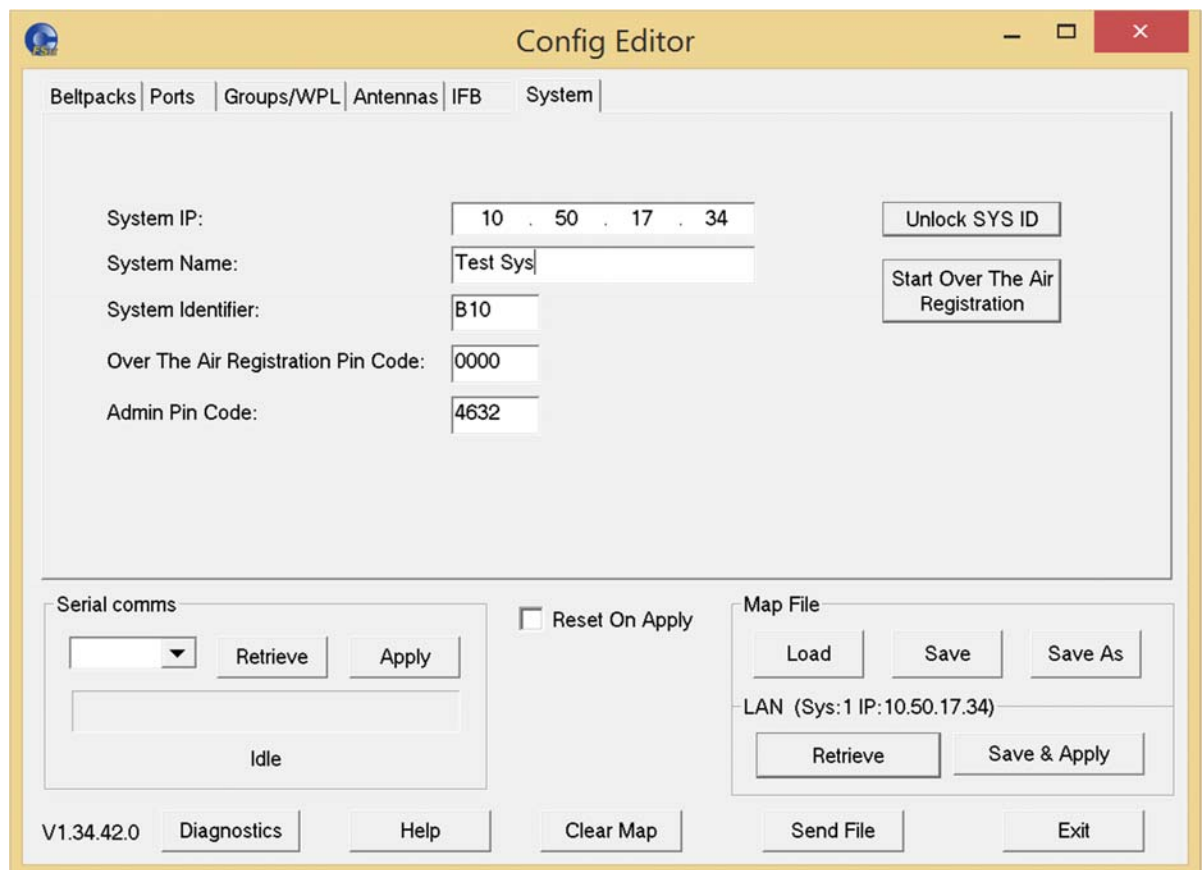 Config Editor
Beltpacks Ports Groups/WPL Antennas IFB System
System IP: 10 . 50 . 17 . 34
Unlock SYS ID
System Name: Test Sys
Start Over The Air
Registration
System Identifier: B10
Over The Air Registration Pin Code: 0000
Admin Pin Code: 4632
Serial comms
Retrieve Apply
Idle
Reset On Apply
Map File
Load Save Save As
LAN (Sys:1 IP:10.50.17.34)
Retrieve Save & Apply
V1.34.42.0 Diagnostics Help Clear Map Send File Exit